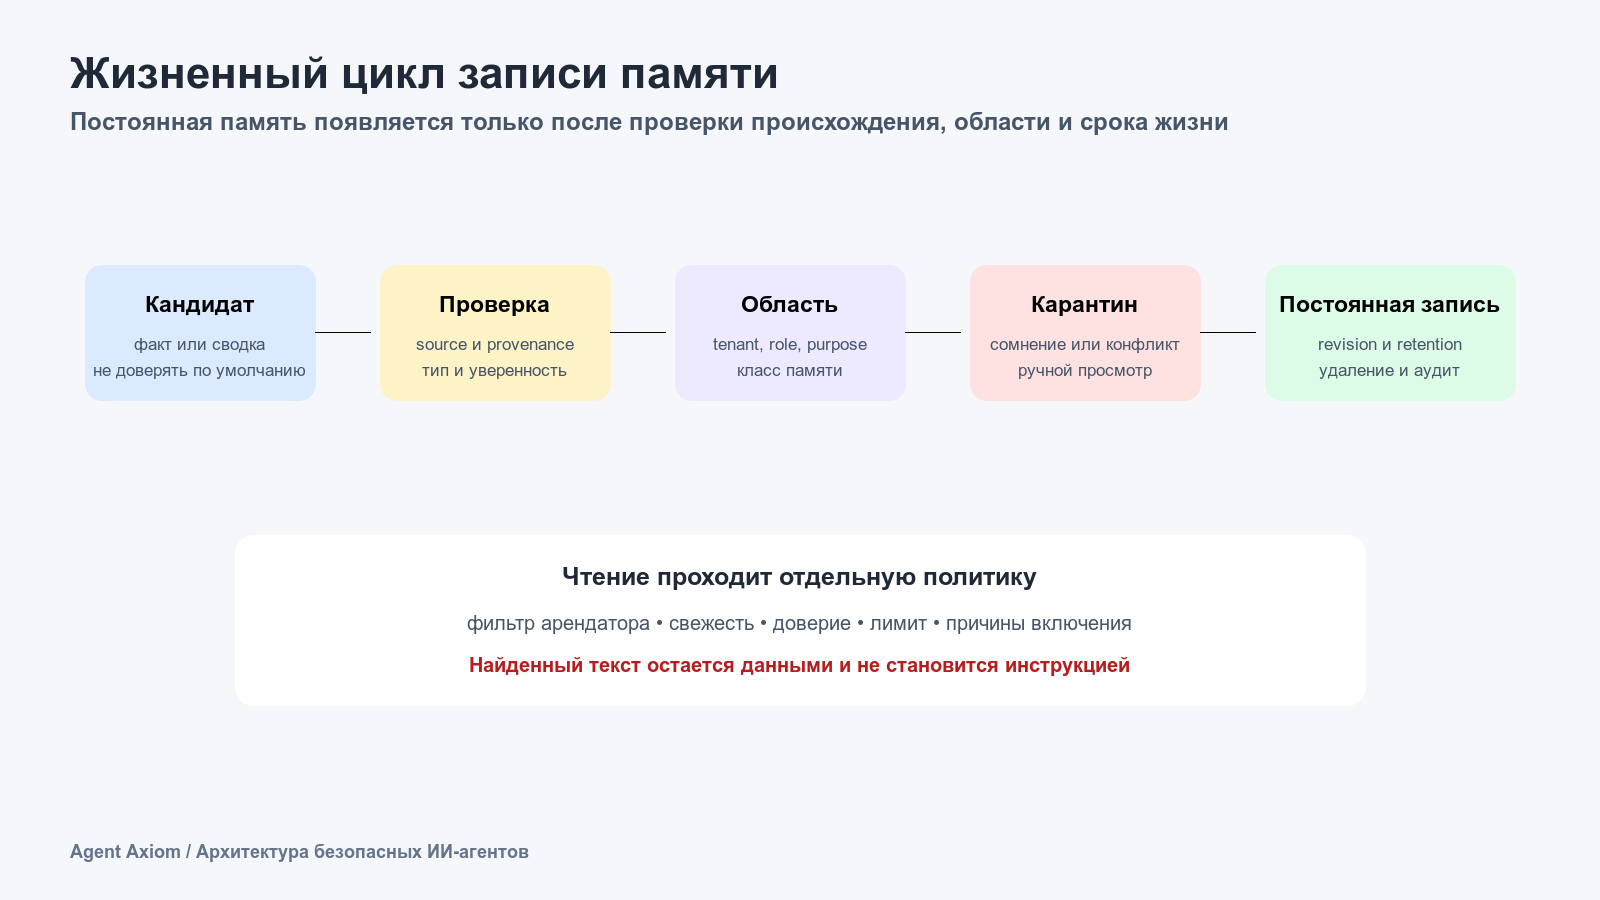 Жизненный цикл записи памяти
Постоянная память появляется только после проверки происхождения, области и срока жизни
Кандидат
факт или сводка
не доверять по умолчанию
Проверка
source и provenance
тип и уверенность
Область
tenant, role, purpose
класс памяти
Карантин
сомнение или конфликт
ручной просмотр
Постоянная запись
revision и retention
удаление и аудит
Чтение проходит отдельную политику
фильтр арендатора • свежесть • доверие • лимит • причины включения
Найденный текст остается данными и не становится инструкцией
Agent Axiom / Архитектура безопасных ИИ-агентов